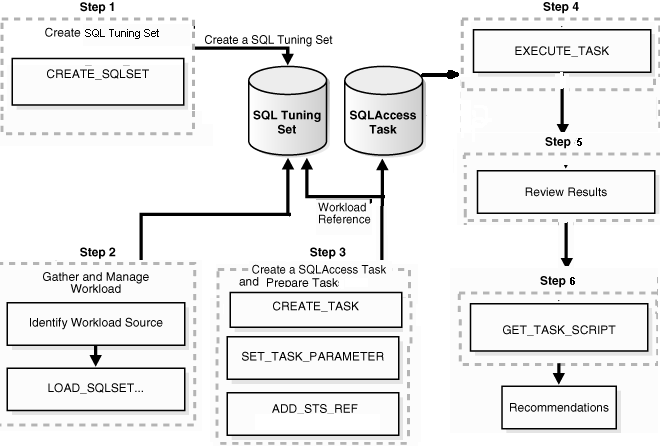 Step 1
Create SQL Tuning Set
CREATE_SQLSET
Create a SQL Tuning Set
SQL Tuning
Set
SQLAccess
Task
Workload
Reference
Step 2
Gather and Manage
Workload
Identify Workload Source
LOAD_SQLSET...
Step 3
Create a SQLAccess Task
and Prepare Task
CREATE_TASK
SET_TASK_PARAMETER
ADD_STS_REF
Step 4
EXECUTE_TASK
Step 5
Review Results
Step 6
GET_TASK_SCRIPT
Recommendations